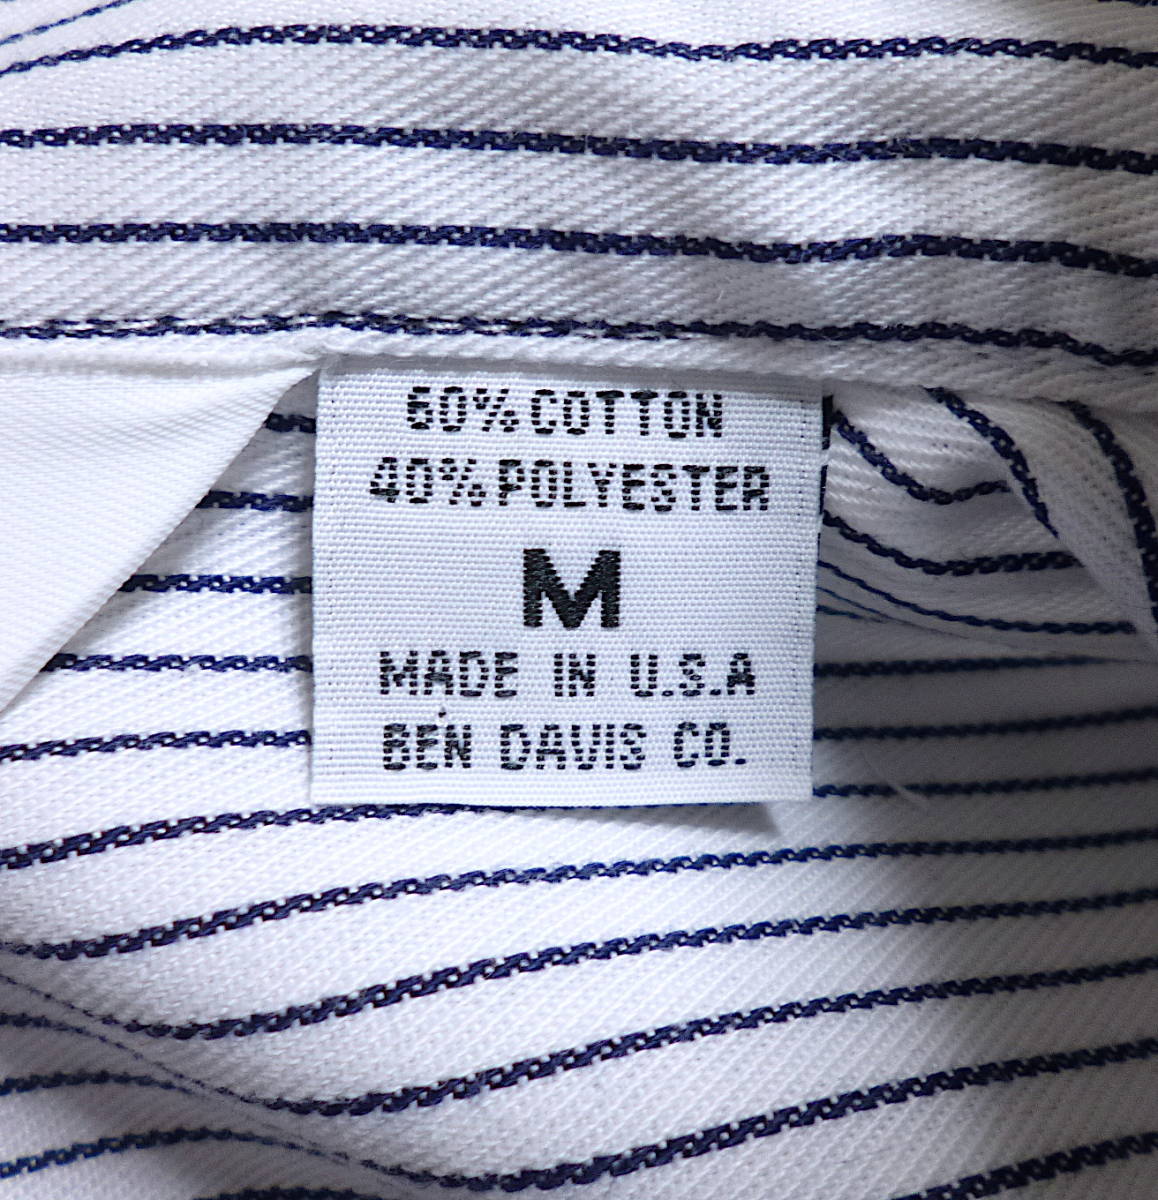 60% COTTON
40% POLYESTER
M
MADE IN U.S.A
BEN DAVIS CO.